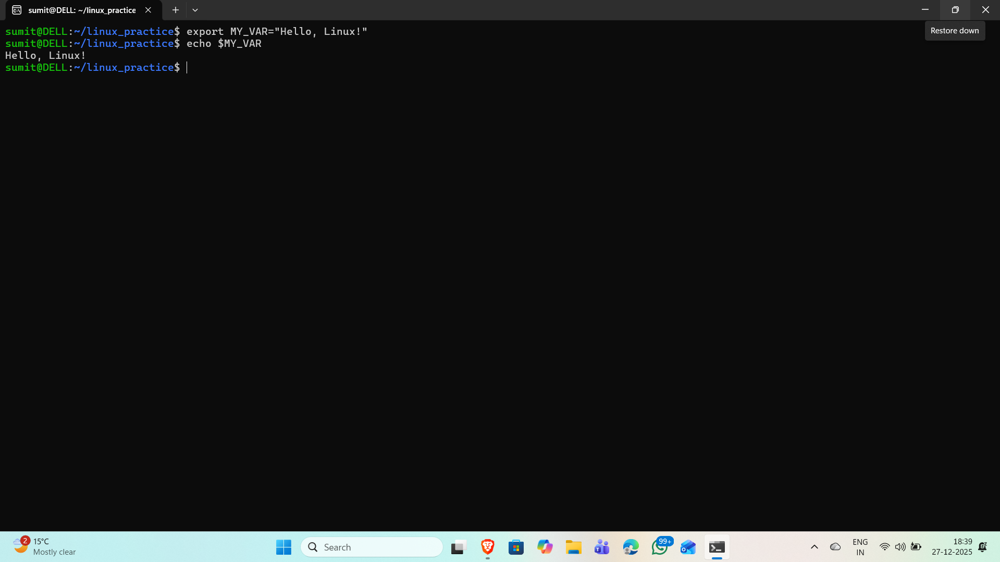 sumit@DELL: ~/linux_practice
Restore down
sumit@DELL:~/linux_practice$ export MY_VAR="Hello, Linux!"
sumit@DELL:~/linux_practice$ echo $MY_VAR
Hello, Linux!
sumit@DELL:~/linux_practice$
2
15°C
Mostly clear
Search
99+
ENG
IN
18:39
27-12-2025